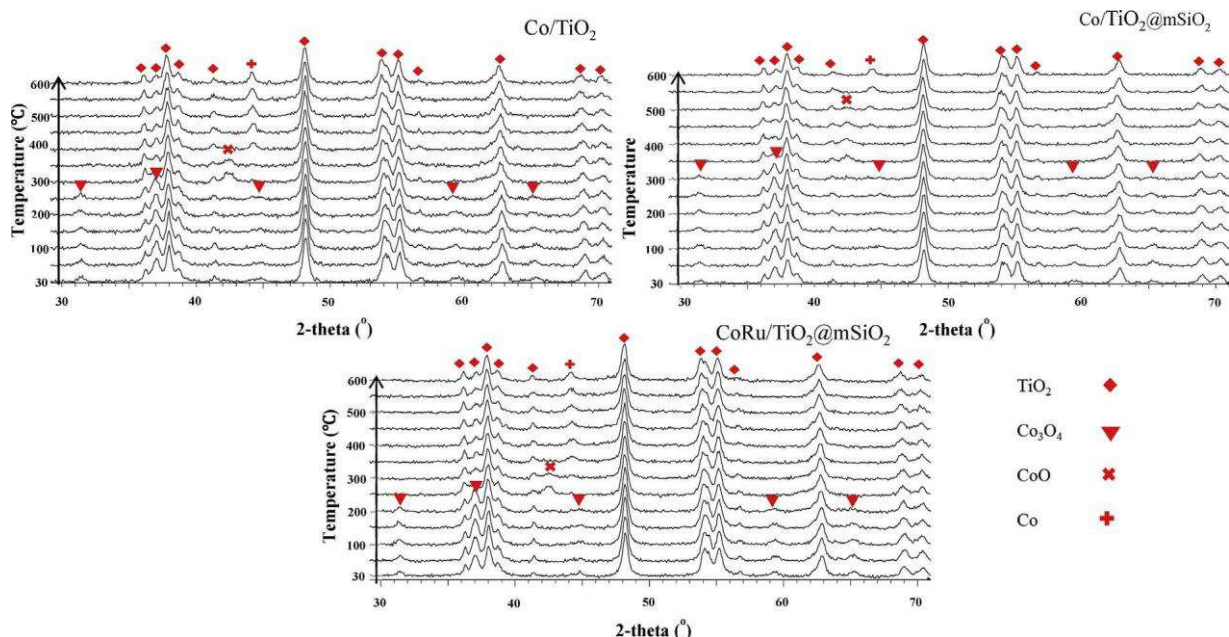 Co/TiO₂
Temperature (℃)
600
500
400
300
200
100
30
30 40 50 60 70
2-theta (°)
Co/TiO₂@mSiO₂
Temperature
600
500
400
300
200
100
30
30 40 50 60 70
2-theta (°)
CoRu/TiO₂@mSiO₂
Temperature (℃)
600
500
400
300
200
100
30
30 40 50 60 70
2-theta (°)
TiO₂
Co₃O₄
CoO
Co